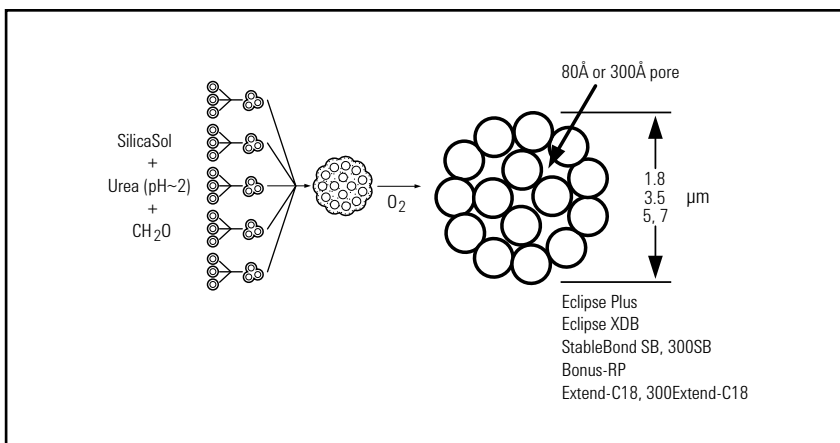 80Å or 300Å pore
SilicaSol
+
Urea (pH~2)
+
CH2O
O2
1.8
3.5
5, 7
µm
Eclipse Plus
Eclipse XDB
StableBond SB, 300SB
Bonus-RP
Extend-C18, 300Extend-C18